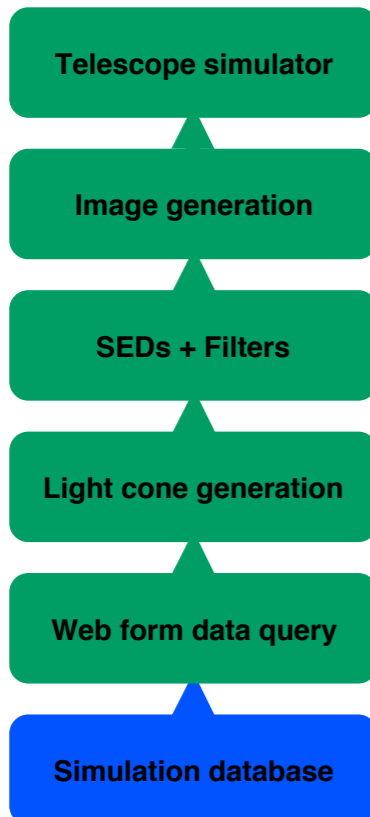 Telescope simulator
Image generation
SEDs + Filters
Light cone generation
Web form data query
Simulation database